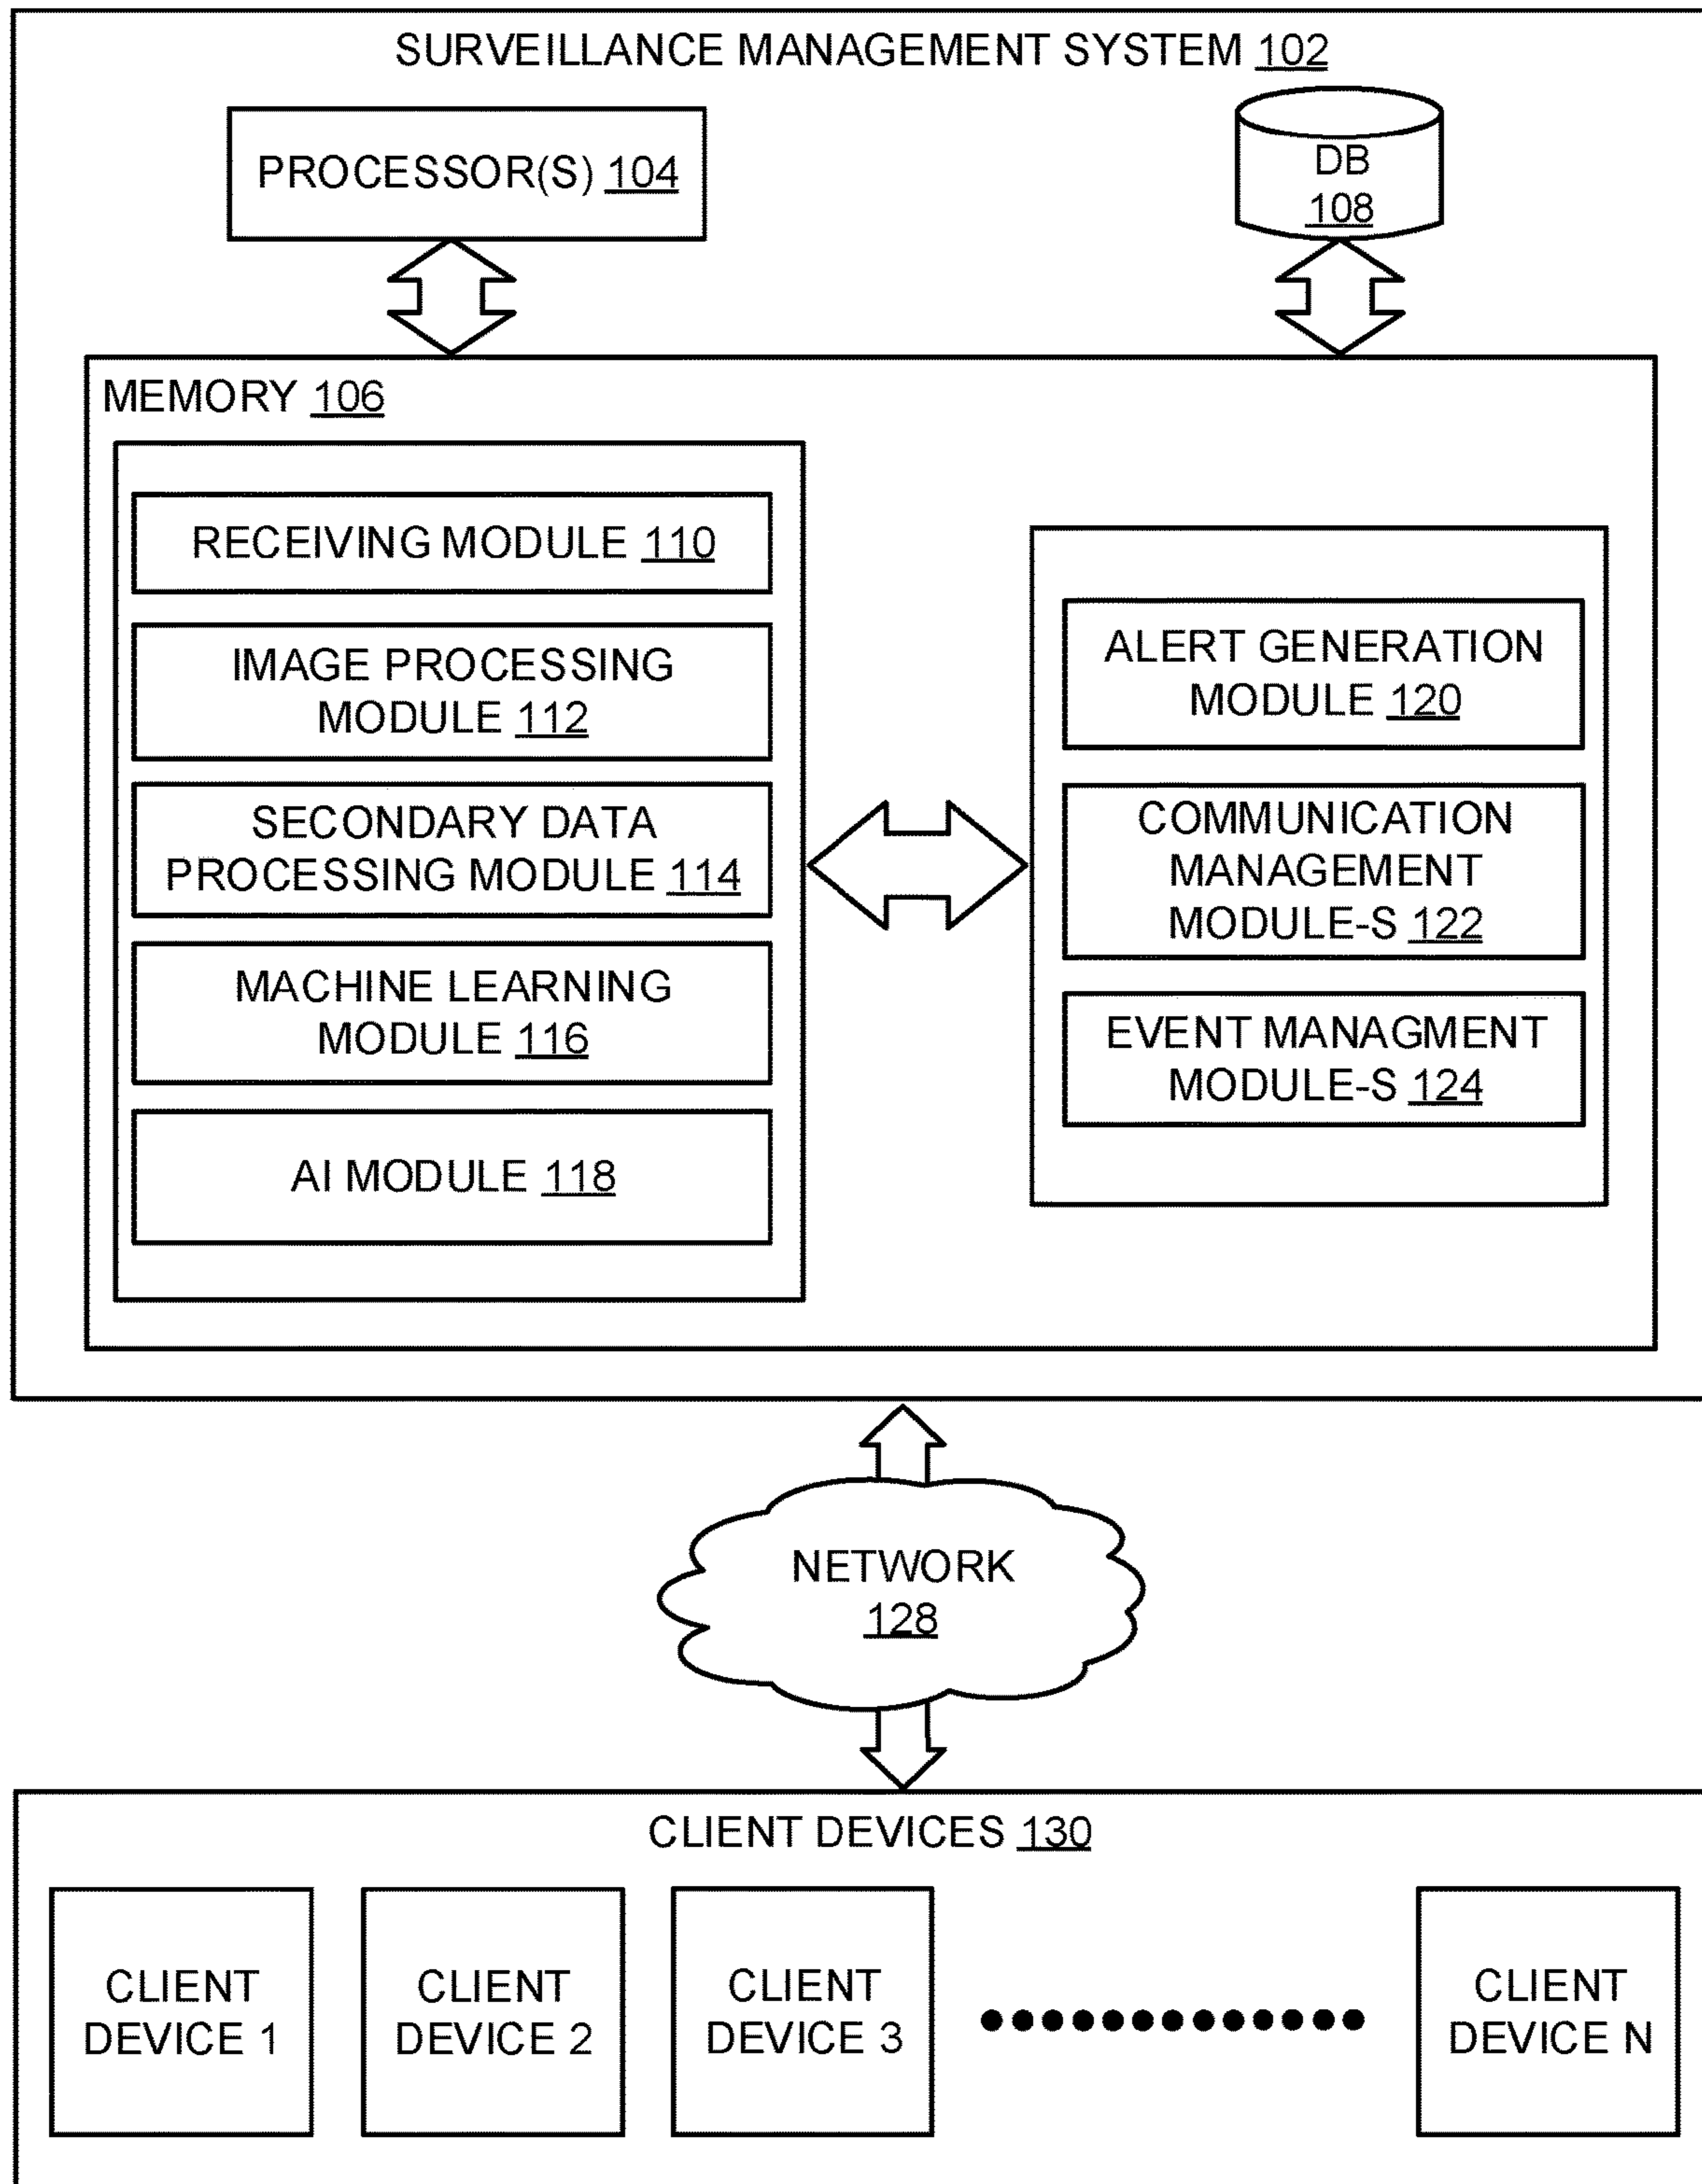 SURVEILLANCE MANAGEMENT SYSTEM 102
PROCESSOR(S) 104
DB
108
MEMORY 106
RECEIVING MODULE 110
IMAGE PROCESSING
MODULE 112
SECONDARY DATA
PROCESSING MODULE 114
MACHINE LEARNING
MODULE 116
AI MODULE 118
ALERT GENERATION
MODULE 120
COMMUNICATION
MANAGEMENT
MODULE-S 122
EVENT MANAGMENT
MODULE-S 124
NETWORK
128
CLIENT DEVICES 130
CLIENT
DEVICE 1
CLIENT
DEVICE 2
CLIENT
DEVICE 3
CLIENT
DEVICE N